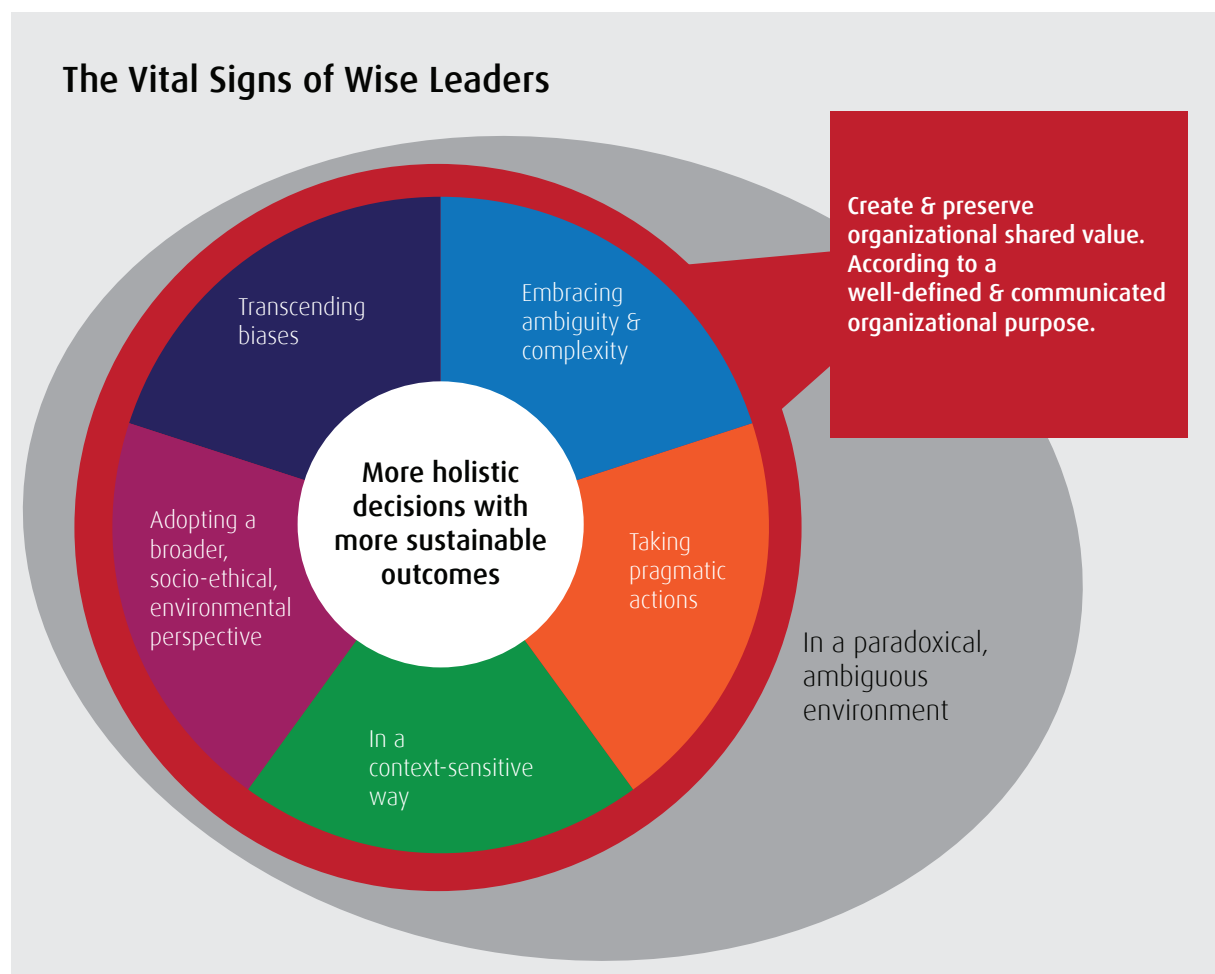 The Vital Signs of Wise Leaders
Create & preserve
organizational shared value.
According to a
well-defined & communicated
organizational purpose.
Embracing
ambiguity &
complexity
Taking
pragmatic
actions
In a
context-sensitive
way
Adopting a
broader,
socio-ethical,
environmental
perspective
Transcending
biases
More holistic
decisions with
more sustainable
outcomes
In a paradoxical,
ambiguous
environment